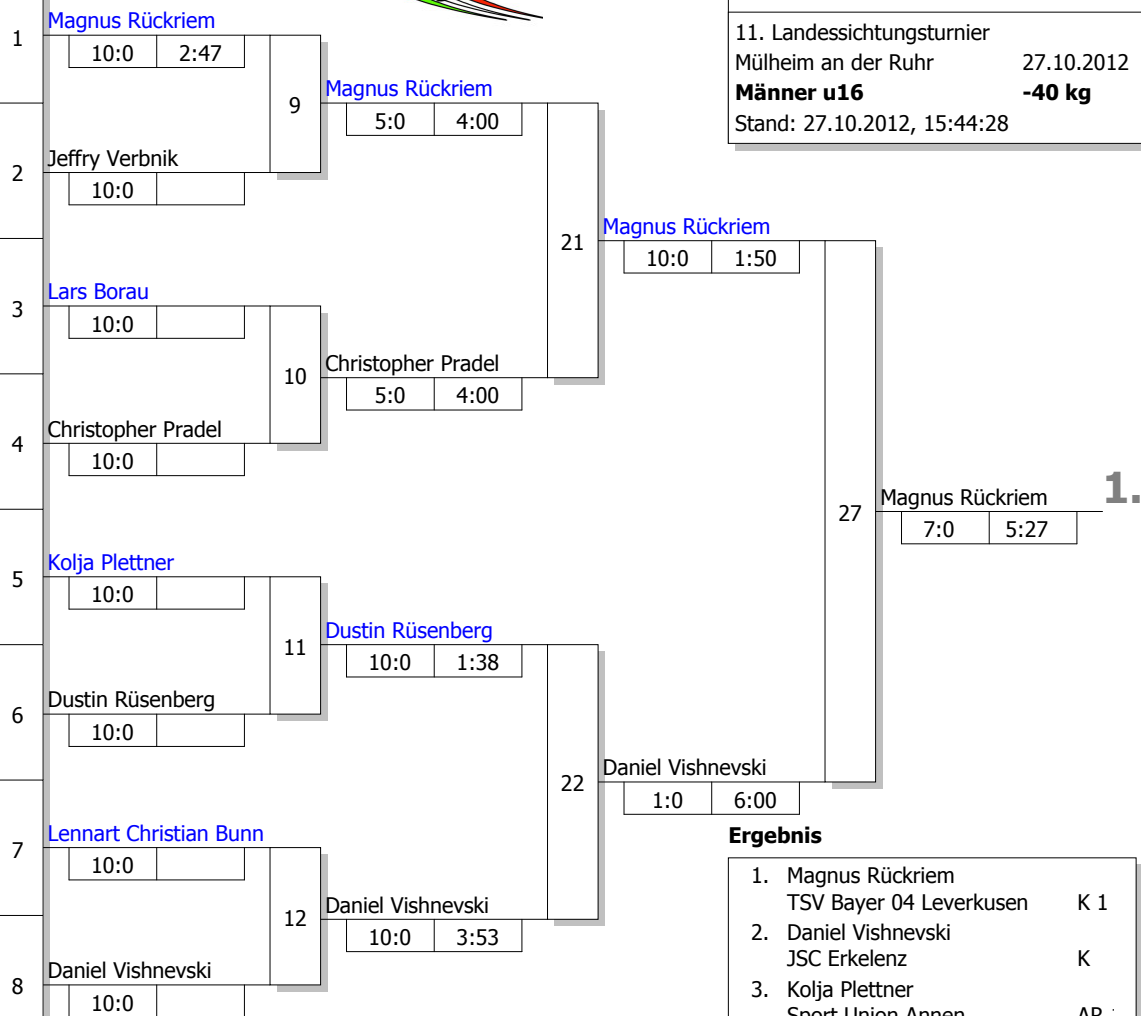 11. Landessichtungsturnier
Mülheim an der Ruhr 27.10.2012
Männer u16 -40 kg
Stand: 27.10.2012, 15:44:28
1
Magnus Rückriem
10:0 2:47
9
Magnus Rückriem
5:0 4:00
2
Jeffry Verbnik
10:0
21
Magnus Rückriem
10:0 1:50
3
Lars Borau
10:0
10
Christopher Pradel
5:0 4:00
4
Christopher Pradel
10:0
27
Magnus Rückriem
7:0 5:27
1.
5
Kolja Plettner
10:0
11
Dustin Rüsenberg
10:0 1:38
6
Dustin Rüsenberg
10:0
22
Daniel Vishnevski
1:0 6:00
7
Lennart Christian Bunn
10:0
12
Daniel Vishnevski
10:0 3:53
8
Daniel Vishnevski
10:0
Ergebnis
1. Magnus Rückriem
TSV Bayer 04 Leverkusen K 1
2. Daniel Vishnevski
JSC Erkelenz K
3. Kolja Plettner
Sport Union Annen AR